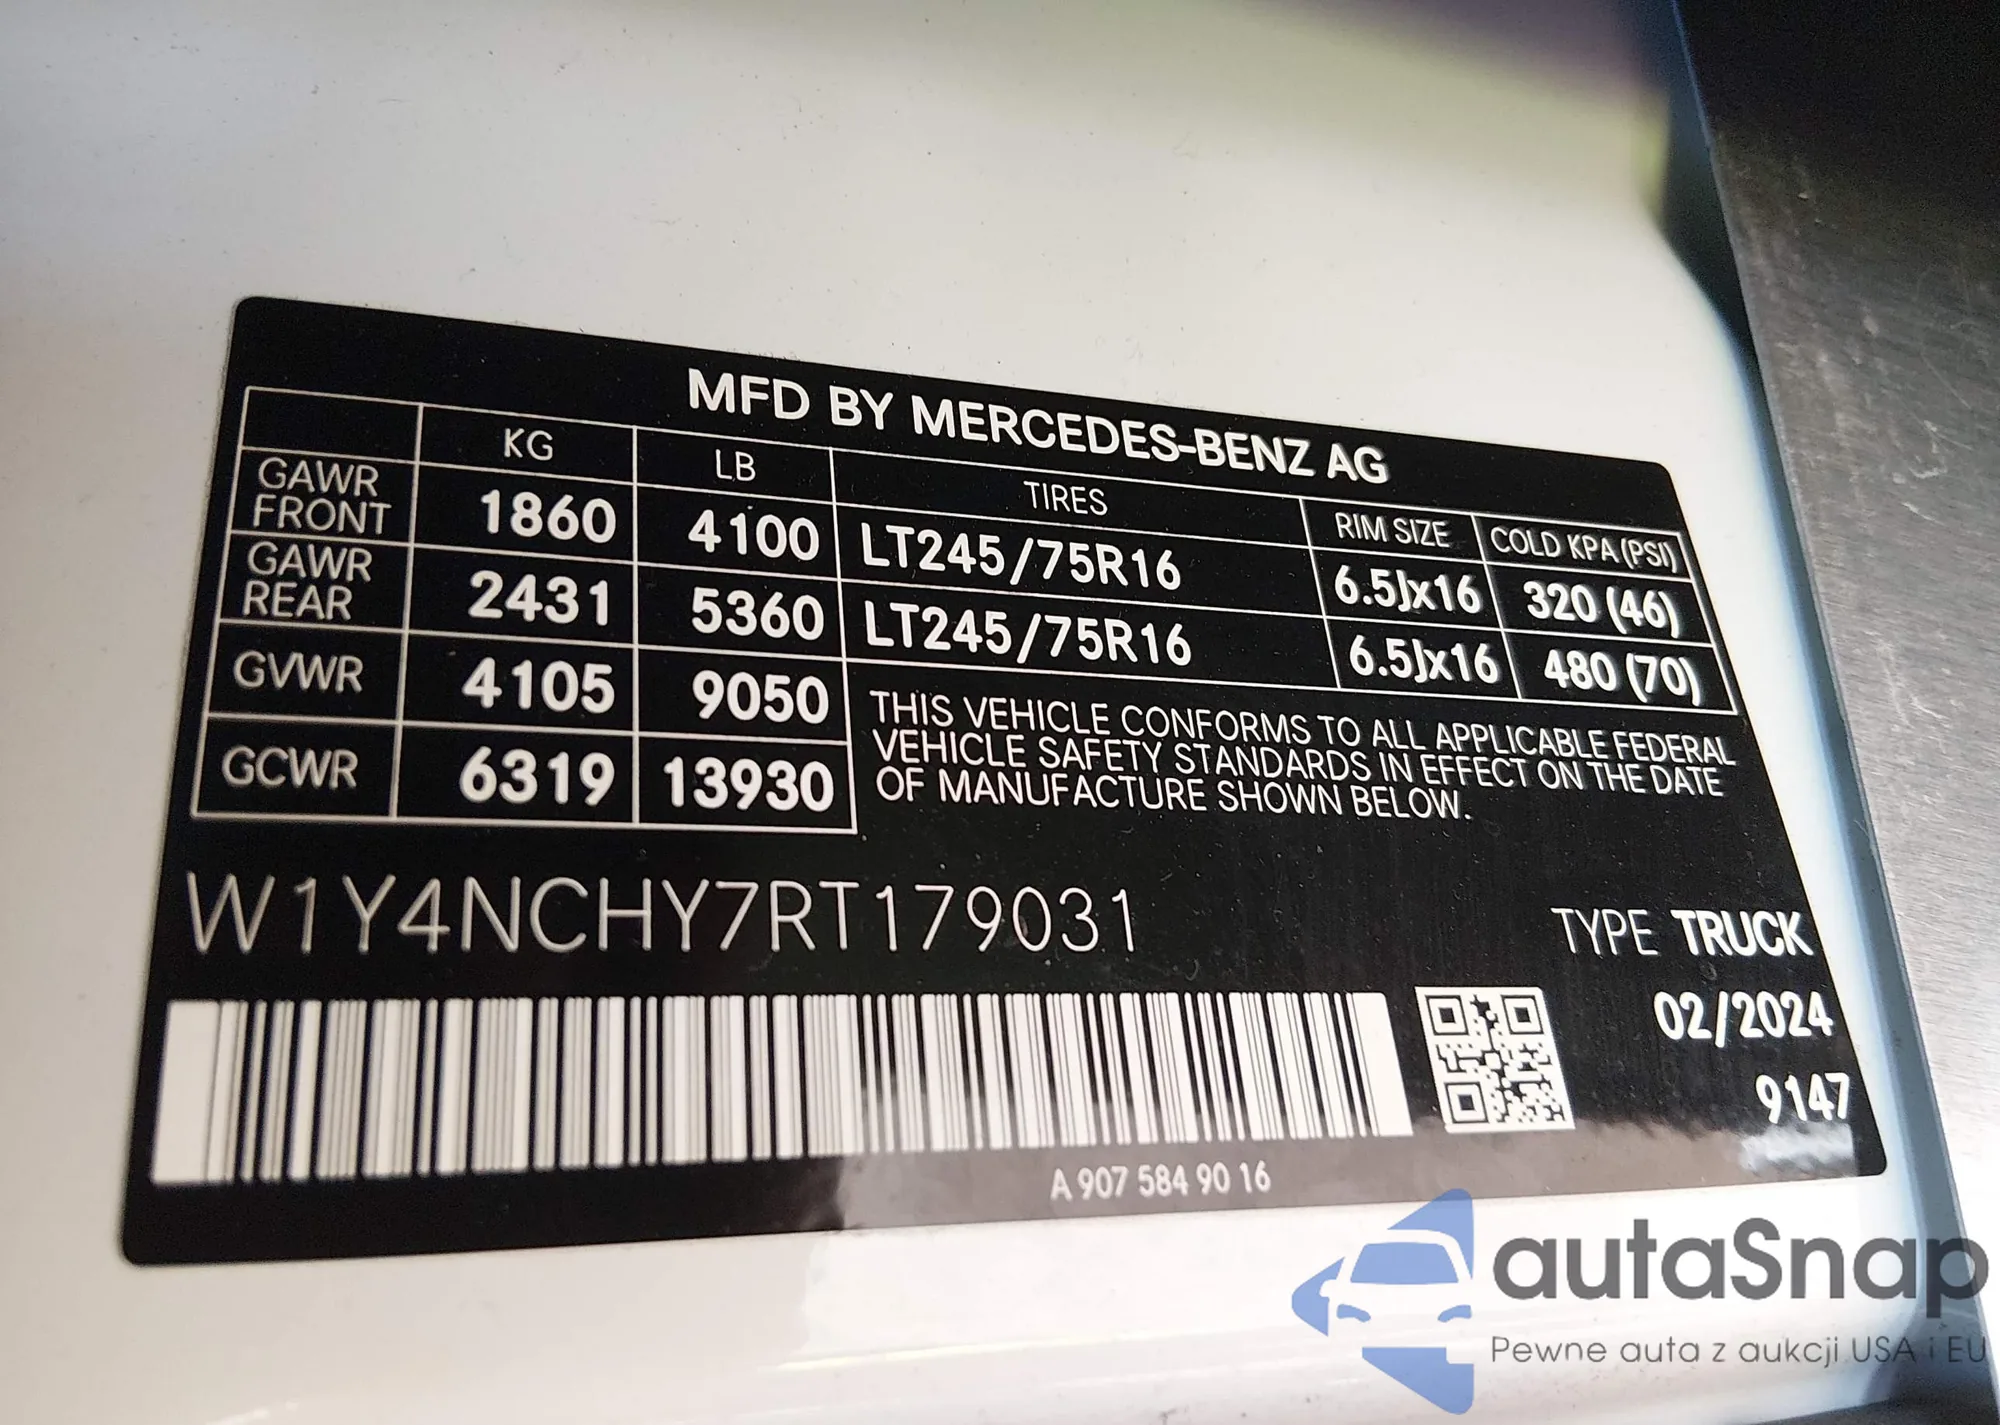 MFD BY MERCEDES-BENZ AG
KG LB TIRES RIM SIZE COLD KPA (PSI)
GAWR FRONT 1860 4100 LT245/75R16 6.5Jx16 320 (46)
GAWR REAR 2431 5360 LT245/75R16 6.5Jx16 480 (70)
GVWR 4105 9050
GCWR 6319 13930
THIS VEHICLE CONFORMS TO ALL APPLICABLE FEDERAL
VEHICLE SAFETY STANDARDS IN EFFECT ON THE DATE
OF MANUFACTURE SHOWN BELOW.
W1Y4NCHY7RT179031
TYPE TRUCK
02/2024
9147
A 907 584 90 16
autaSnap
Pewne auta z aukcji USA i EU